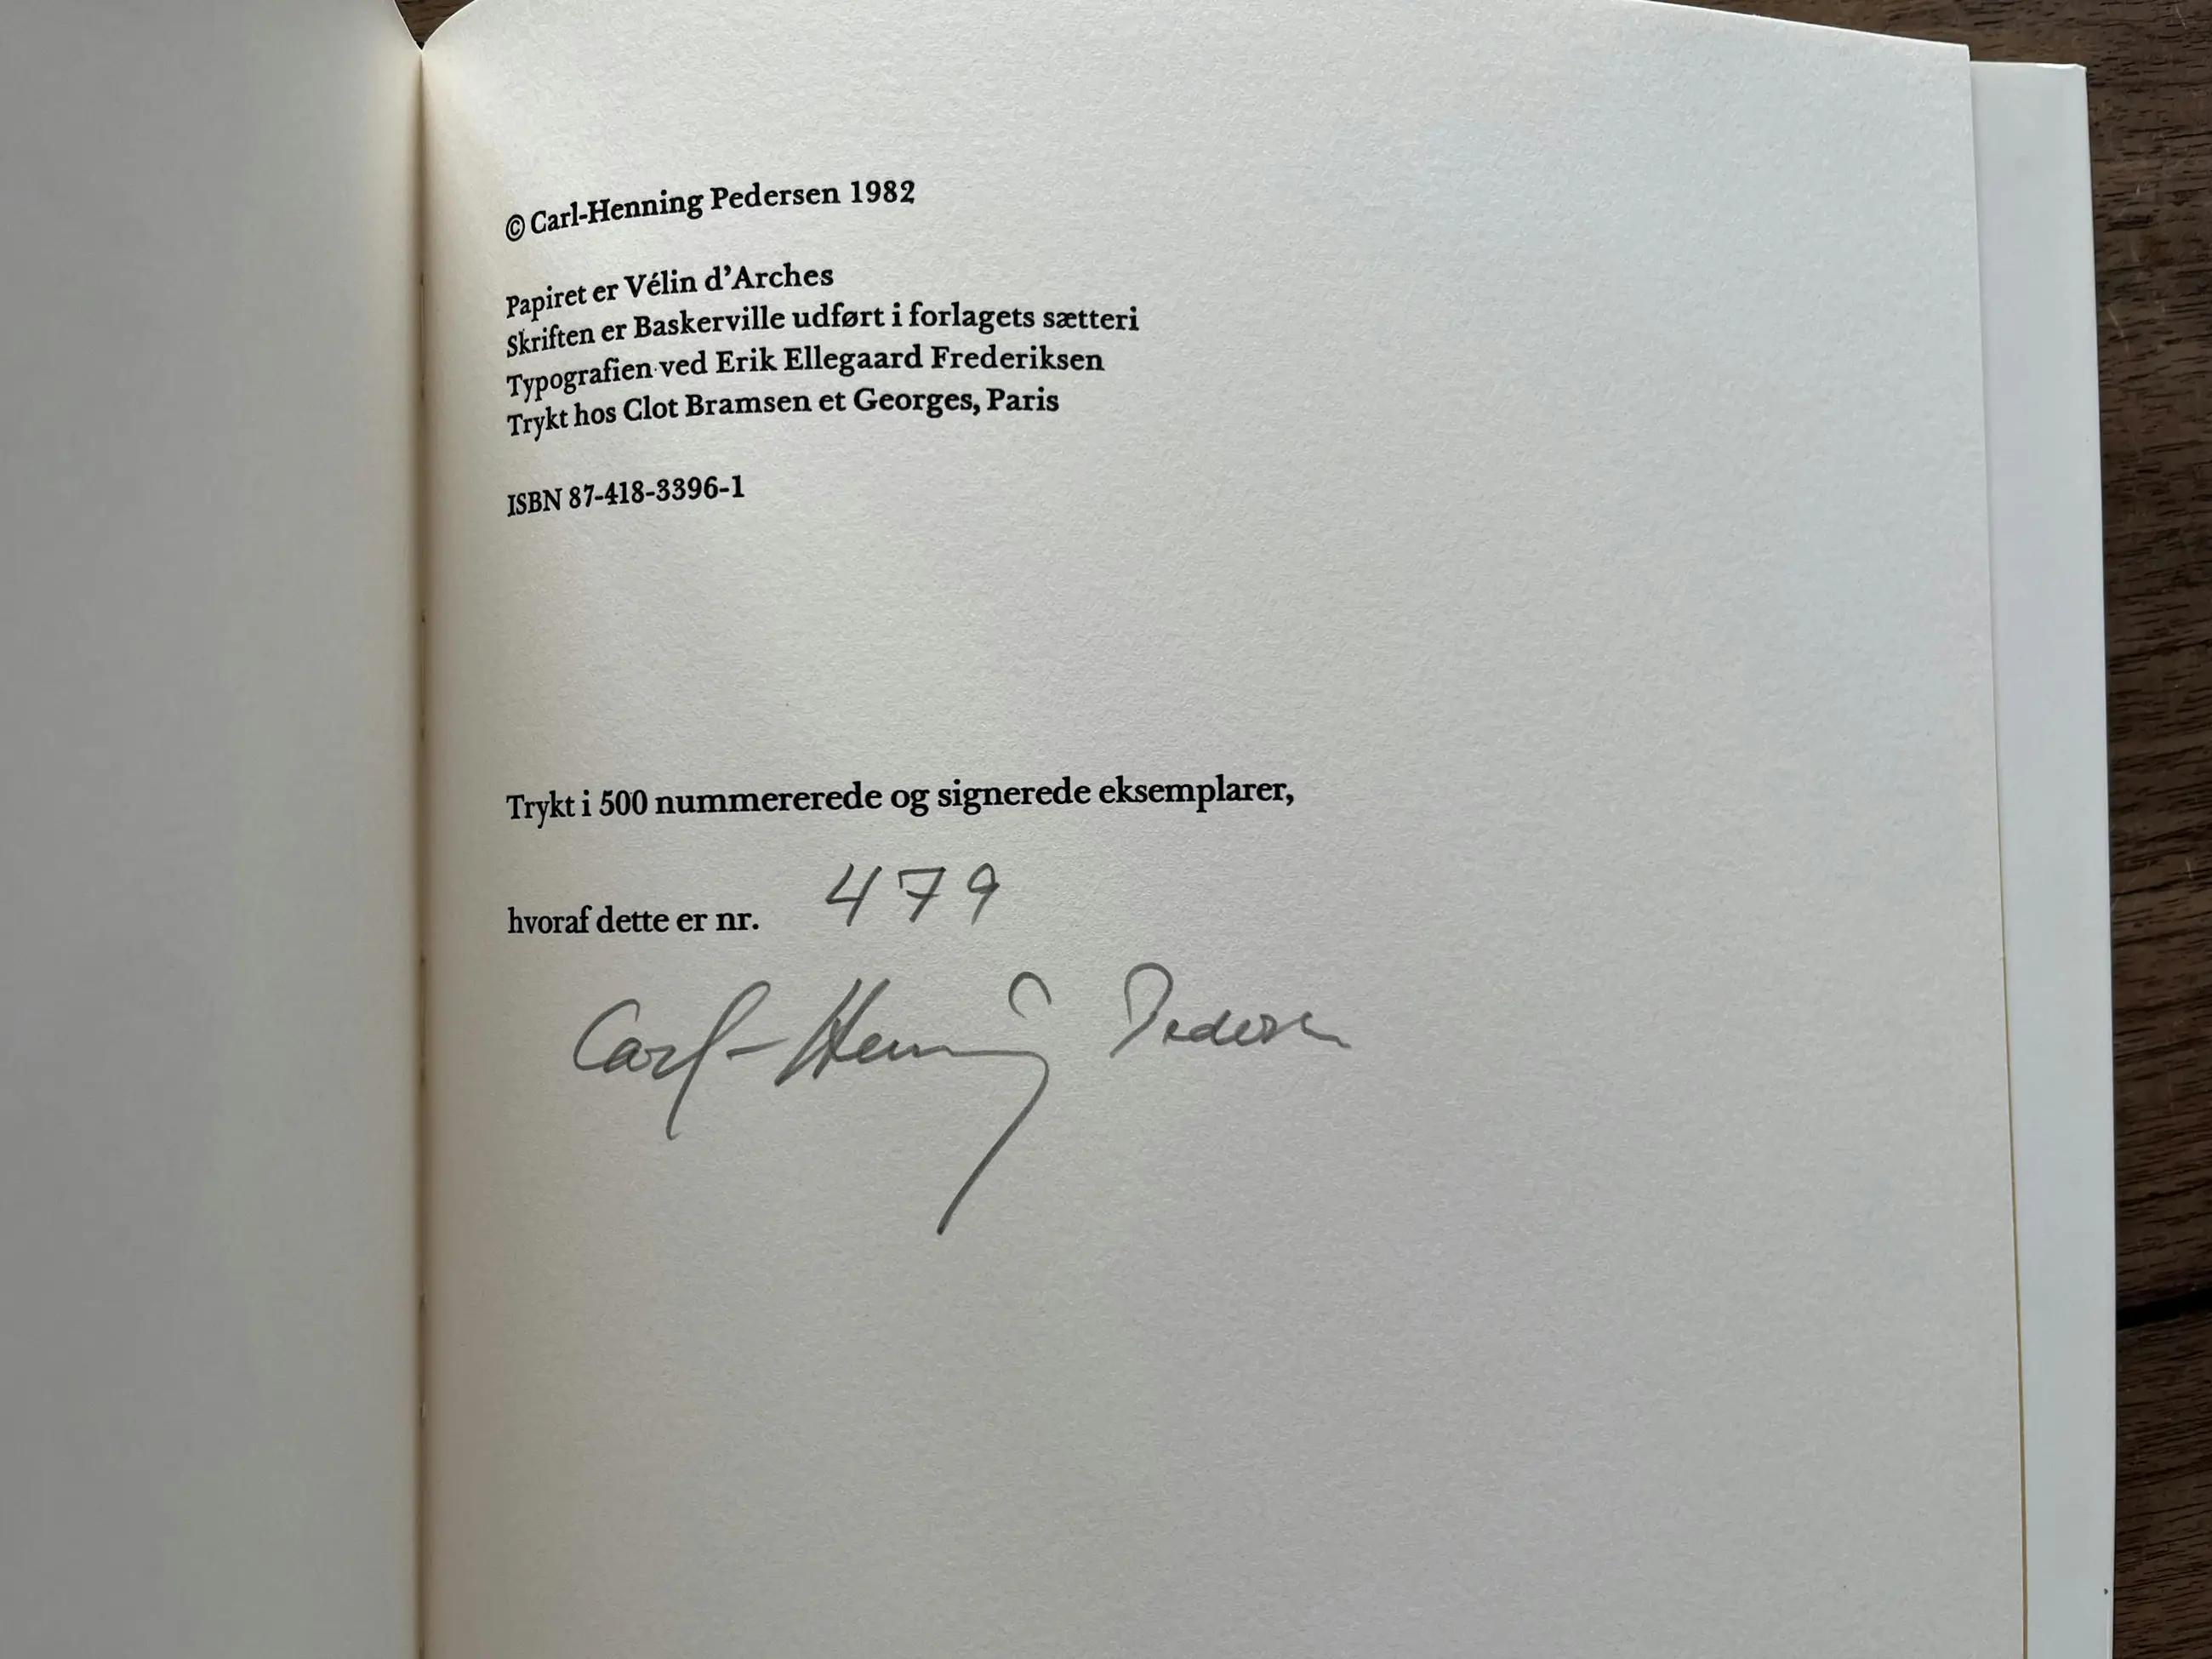 © Carl-Henning Pedersen 1982
Papiret er Vélin d’Arches
Skriften er Baskerville udført i forlagets sætteri
Typografien ved Erik Ellegaard Frederiksen
Trykt hos Clot Bramsen et Georges, Paris
ISBN 87-418-3396-1
Trykt i 500 nummererede og signerede eksemplarer,
hvoraf dette er nr. 479
Carl-Henning Pedersen